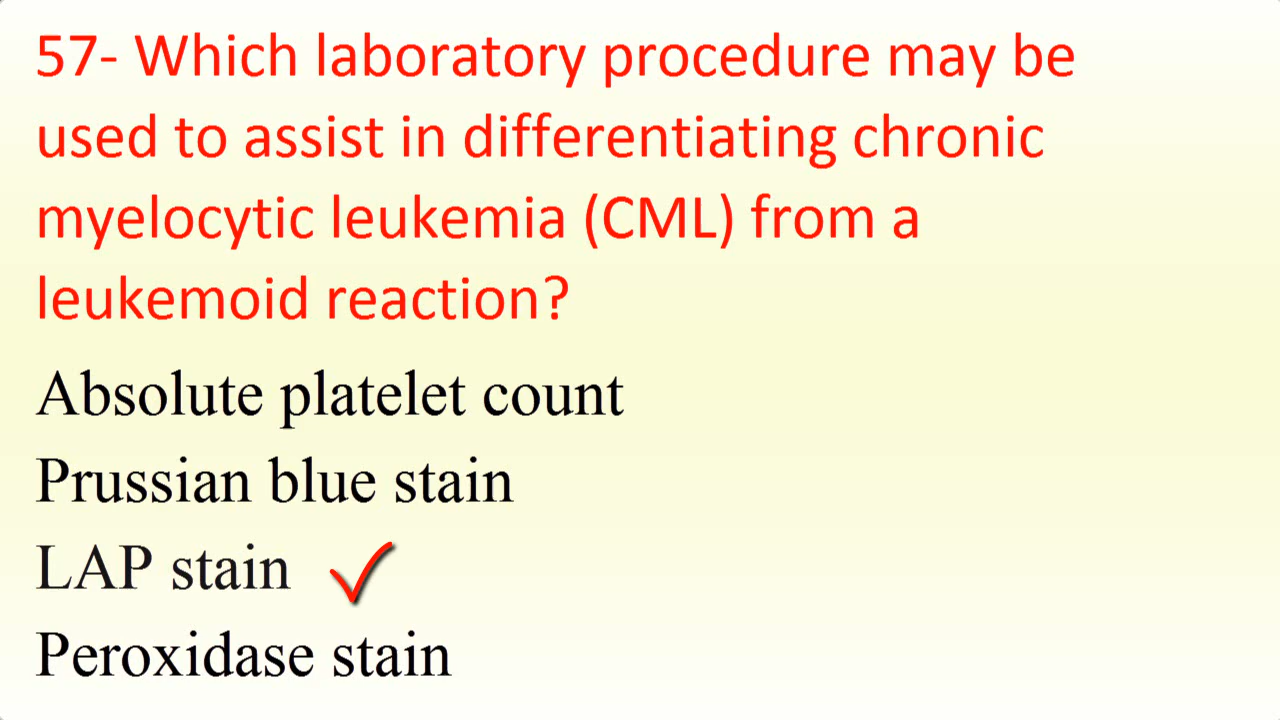 57- Which laboratory procedure may be
used to assist in differentiating chronic
myelocytic leukemia (CML) from a
leukemoid reaction?
Absolute platelet count
Prussian blue stain
LAP stain
Peroxidase stain